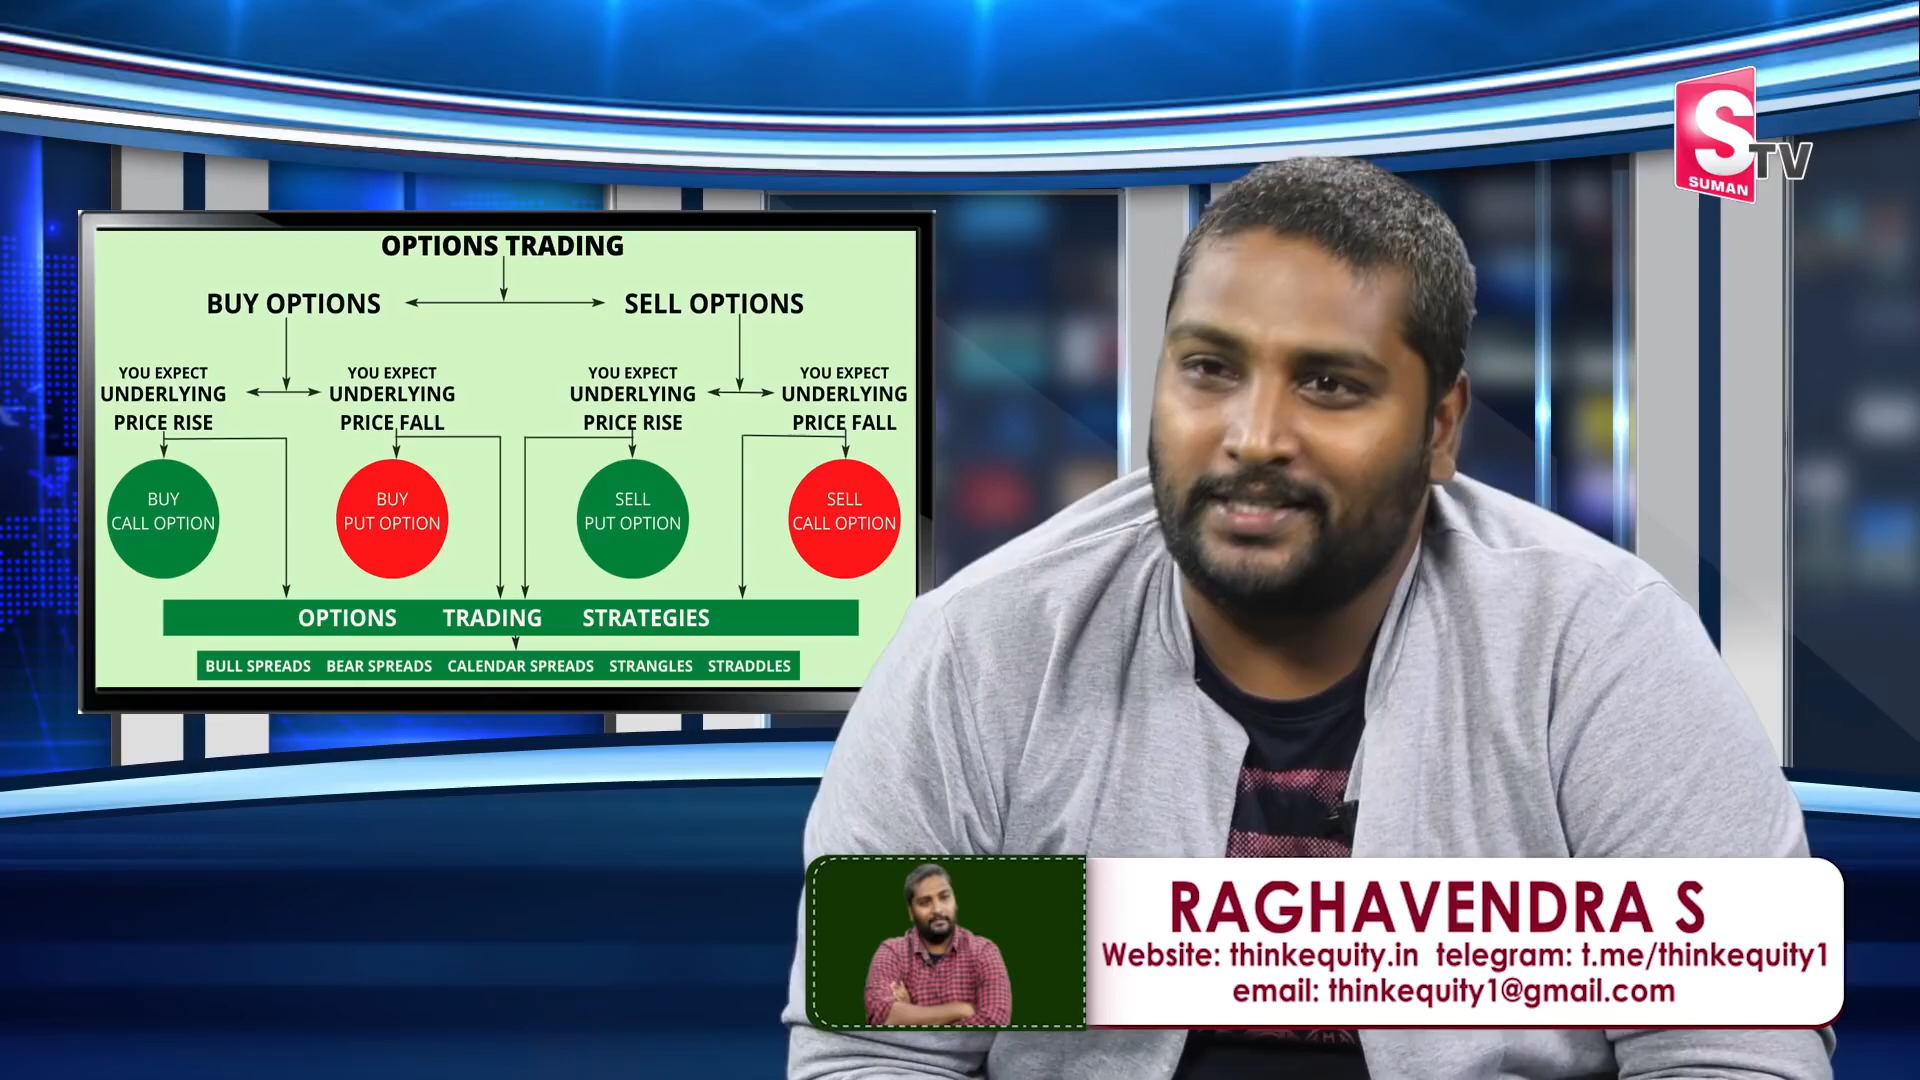 S
SUMAN
TV
OPTIONS TRADING
BUY OPTIONS
SELL OPTIONS
YOU EXPECT
UNDERLYING
PRICE RISE
YOU EXPECT
UNDERLYING
PRICE FALL
YOU EXPECT
UNDERLYING
PRICE RISE
YOU EXPECT
UNDERLYING
PRICE FALL
BUY
CALL OPTION
BUY
PUT OPTION
SELL
PUT OPTION
SELL
CALL OPTION
OPTIONS TRADING STRATEGIES
BULL SPREADS BEAR SPREADS CALENDAR SPREADS STRANGLES STRADDLES
RAGHAVENDRA S
Website: thinkequity.in telegram: t.me/thinkequity1
email: thinkequity1@gmail.com